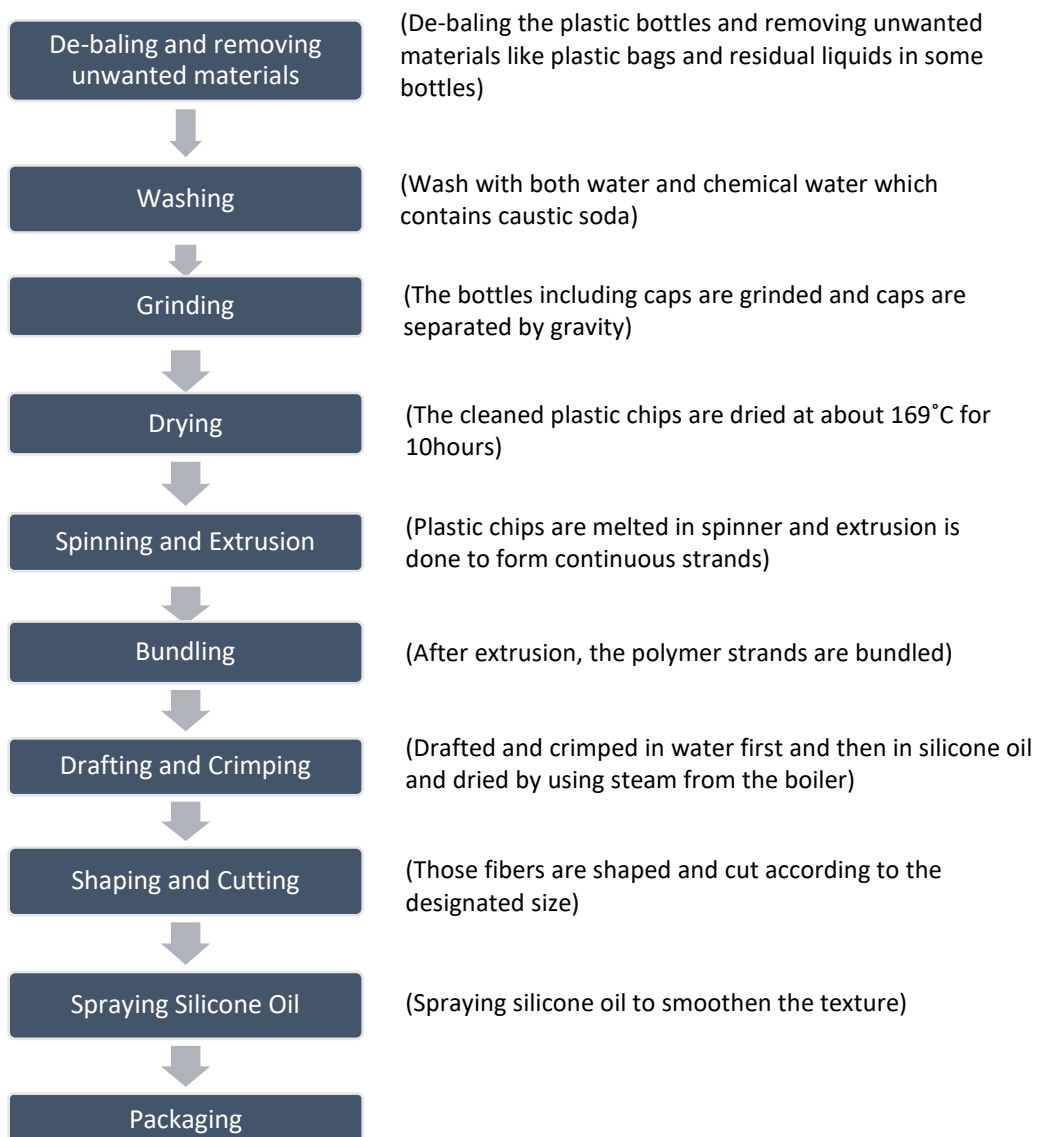 De-baling and removing
unwanted materials
(De-baling the plastic bottles and removing unwanted
materials like plastic bags and residual liquids in some
bottles)
Washing
(Wash with both water and chemical water which
contains caustic soda)
Grinding
(The bottles including caps are grinded and caps are
separated by gravity)
Drying
(The cleaned plastic chips are dried at about 169˚C for
10hours)
Spinning and Extrusion
(Plastic chips are melted in spinner and extrusion is
done to form continuous strands)
Bundling
(After extrusion, the polymer strands are bundled)
Drafting and Crimping
(Drafted and crimped in water first and then in silicone oil
and dried by using steam from the boiler)
Shaping and Cutting
(Those fibers are shaped and cut according to the
designated size)
Spraying Silicone Oil
(Spraying silicone oil to smoothen the texture)
Packaging